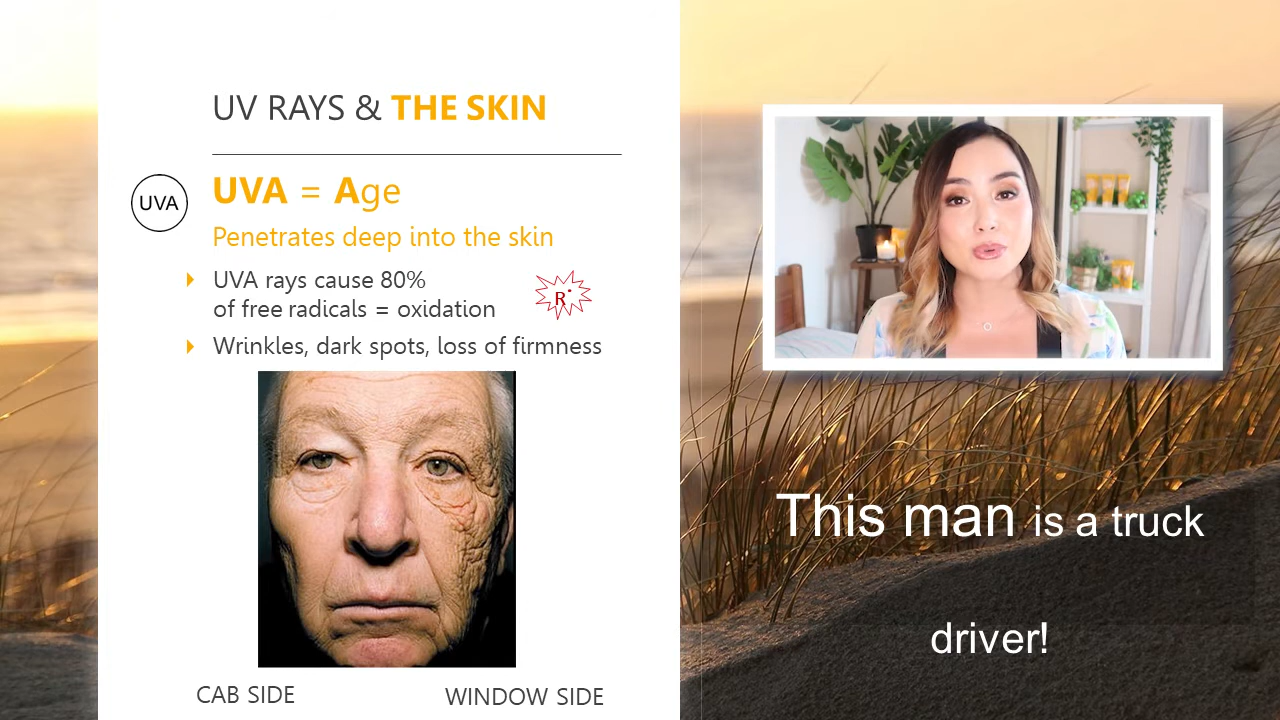 UV RAYS & THE SKIN
UVA
UVA = Age
Penetrates deep into the skin
UVA rays cause 80%
of free radicals = oxidation
R˙
Wrinkles, dark spots, loss of firmness
CAB SIDE
WINDOW SIDE
This man is a truck
driver!